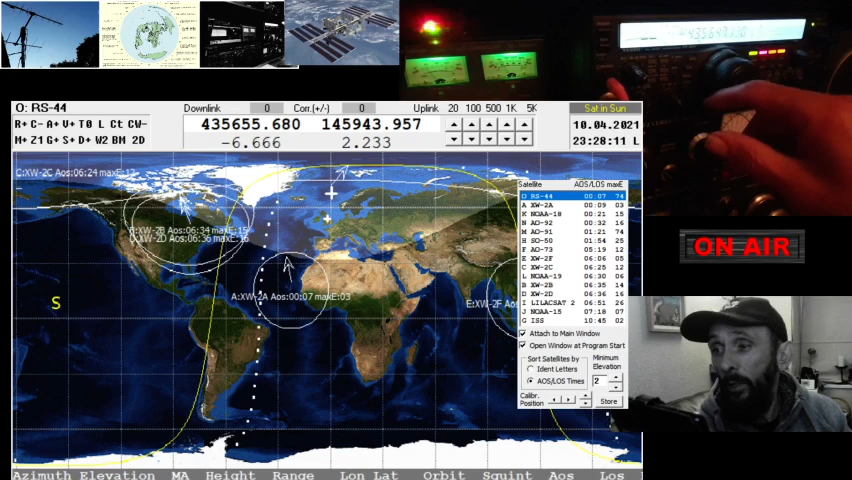 O: RS-44
Downlink 0 Corr.(+/-) 0 Uplink 20 100 500 1K 5K
Sat in Sun
R+ C- A+ V+ T0 L Ct CW-
435655.680 145943.957
10.04.2021
M+ Z1 G+ S+ D+ W2 BM 2D
-6.666 2.233
23:28:11 L
C:XW-2C Aos:06:24
XW-2B Aos:06:34 maxE:15
XW-2D Aos:06:36 maxE:16
A:XW-2A Aos:00:07 maxE:03
E:XW-2F
S
Satellite AOS/LOS maxE
O RS-44 00:07 74
A XW-2A 00:09 03
K NOAA-18 00:21 15
N AO-92 00:32 16
M AO-91 01:21 74
H SO-50 01:54 25
F AO-73 05:19 12
E XW-2F 06:06 05
C XW-2C 06:25 12
L NOAA-19 06:30 06
B XW-2B 06:35 14
D XW-2D 06:36 16
I LILACSAT 2 06:51 26
J NOAA-15 07:18 07
G ISS 10:45 02
Attach to Main Window
Open Window at Program Start
Sort Satellites by
Minimum Elevation
Ident Letters
AOS/LOS Times
2
Calibr. Position
Store
Azimuth Elevation MA Height Range Lon Lat Orbit Squint Aos Los
ON AIR